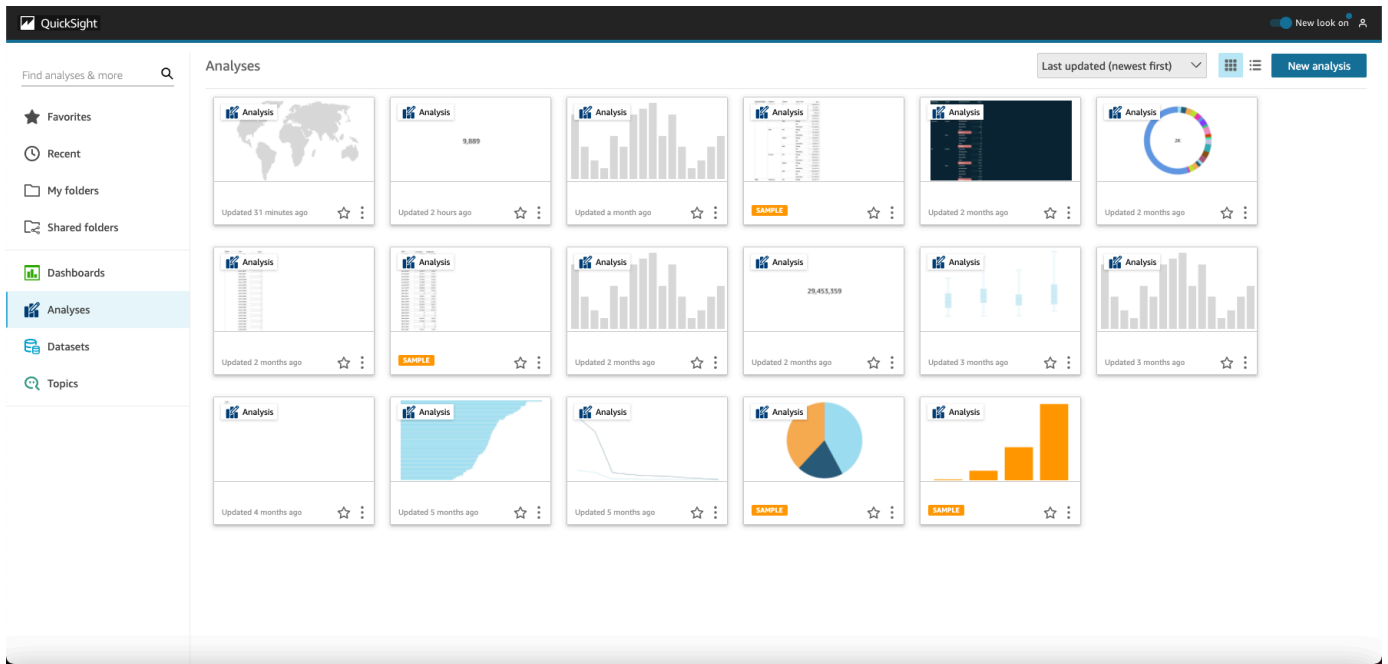 QuickSight
New look on
Find analyses & more
Analyses
Last updated (newest first)
New analysis
Favorites
Recent
My folders
Shared folders
Dashboards
Analyses
Datasets
Topics
Analysis
Updated 31 minutes ago
Analysis
9,889
Updated 2 hours ago
Analysis
Updated a month ago
Analysis
SAMPLE
Analysis
Updated 2 months ago
Analysis
2K
Updated 2 months ago
Analysis
Updated 2 months ago
Analysis
SAMPLE
Analysis
Updated 2 months ago
Analysis
29,453,359
Updated 2 months ago
Analysis
Updated 3 months ago
Analysis
Updated 3 months ago
Analysis
Updated 4 months ago
Analysis
Updated 5 months ago
Analysis
Updated 5 months ago
Analysis
SAMPLE
Analysis
SAMPLE